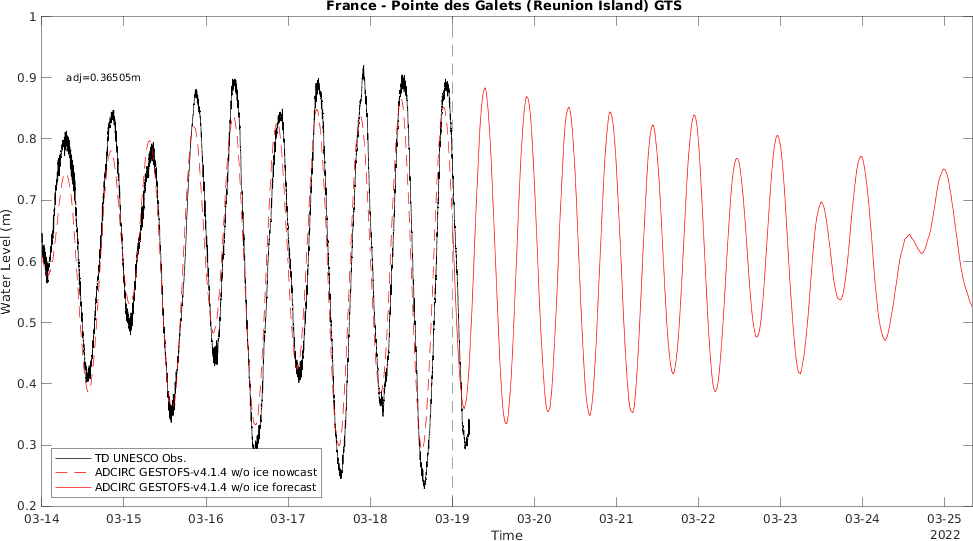 France - Pointe des Galets (Reunion Island) GTS
1
0.9
0.8
0.7
0.6
0.5
0.4
0.3
0.2
Water Level (m)
adj=0.36505m
TD UNESCO Obs.
ADCIRC GESTOFS-v4.1.4 w/o ice nowcast
ADCIRC GESTOFS-v4.1.4 w/o ice forecast
03-14 03-15 03-16 03-17 03-18 03-19 03-20 03-21 03-22 03-23 03-24 03-25
2022
Time